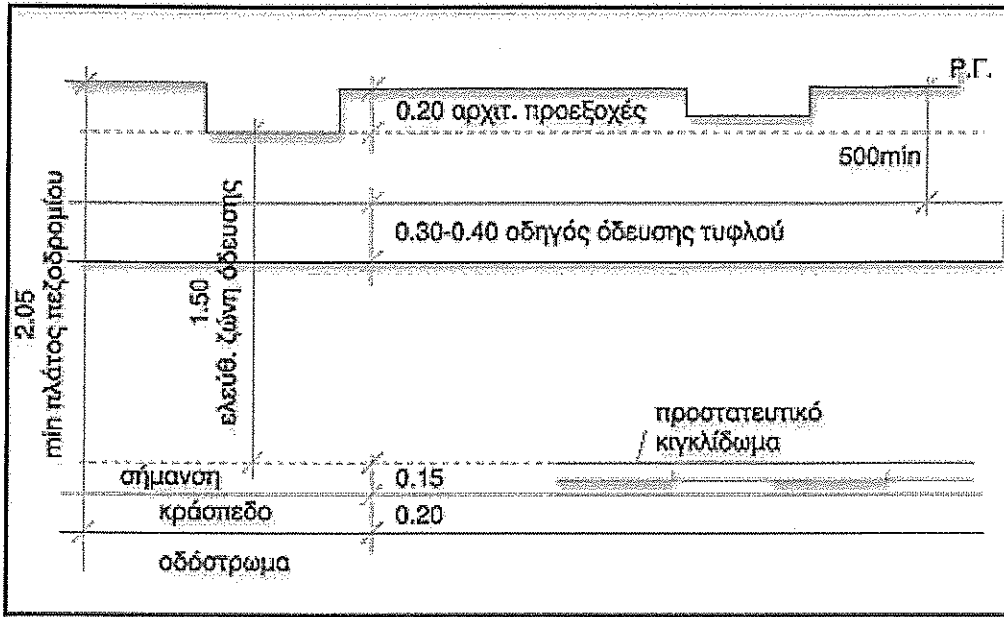 Ρ.Γ.
0.20 αρχιτ. προεξοχές
500min
0.30-0.40 οδηγός όδευσης τυφλού
2.05
min πλάτος πεζοδρομίου
1.50
ελεύθ. ζώνη όδευσης
προστατευτικό
κιγκλίδωμα
σήμανση 0.15
κράσπεδο 0.20
οδόστρωμα